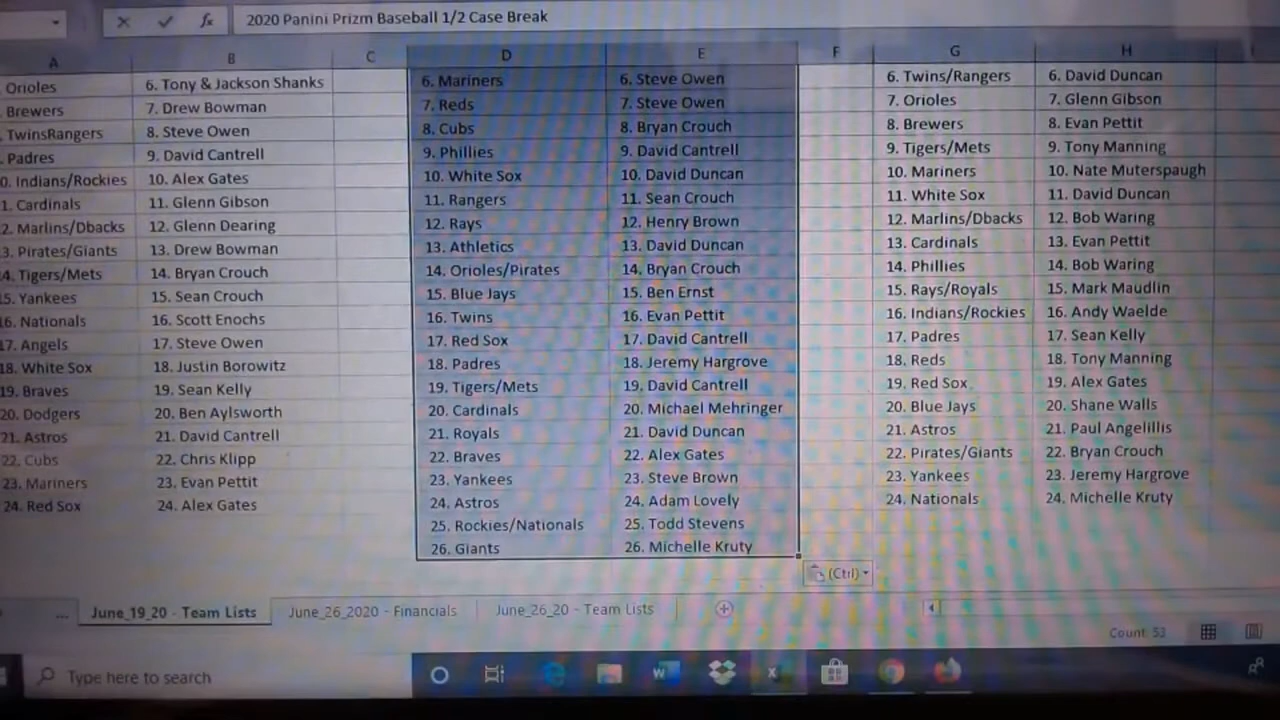 fx 2020 Panini Prizm Baseball 1/2 Case Break
A B C D E F G H
Orioles 6. Tony & Jackson Shanks 6. Mariners 6. Steve Owen 6. Twins/Rangers 6. David Duncan
Brewers 7. Drew Bowman 7. Reds 7. Steve Owen 7. Orioles 7. Glenn Gibson
TwinsRangers 8. Steve Owen 8. Cubs 8. Bryan Crouch 8. Brewers 8. Evan Pettit
Padres 9. David Cantrell 9. Phillies 9. David Cantrell 9. Tigers/Mets 9. Tony Manning
0. Indians/Rockies 10. Alex Gates 10. White Sox 10. David Duncan 10. Mariners 10. Nate Muterspaugh
1. Cardinals 11. Glenn Gibson 11. Rangers 11. Sean Crouch 11. White Sox 11. David Duncan
2. Marlins/Dbacks 12. Glenn Dearing 12. Rays 12. Henry Brown 12. Marlins/Dbacks 12. Bob Waring
3. Pirates/Giants 13. Drew Bowman 13. Athletics 13. David Duncan 13. Cardinals 13. Evan Pettit
14. Tigers/Mets 14. Bryan Crouch 14. Orioles/Pirates 14. Bryan Crouch 14. Phillies 14. Bob Waring
15. Yankees 15. Sean Crouch 15. Blue Jays 15. Ben Ernst 15. Rays/Royals 15. Mark Maudlin
16. Nationals 16. Scott Enochs 16. Twins 16. Evan Pettit 16. Indians/Rockies 16. Andy Waelde
17. Angels 17. Steve Owen 17. Red Sox 17. David Cantrell 17. Padres 17. Sean Kelly
18. White Sox 18. Justin Borowitz 18. Padres 18. Jeremy Hargrove 18. Reds 18. Tony Manning
19. Braves 19. Sean Kelly 19. Tigers/Mets 19. David Cantrell 19. Red Sox 19. Alex Gates
20. Dodgers 20. Ben Aylsworth 20. Cardinals 20. Michael Mehringer 20. Blue Jays 20. Shane Walls
21. Astros 21. David Cantrell 21. Royals 21. David Duncan 21. Astros 21. Paul Angelillis
22. Cubs 22. Chris Klipp 22. Braves 22. Alex Gates 22. Pirates/Giants 22. Bryan Crouch
23. Mariners 23. Evan Pettit 23. Yankees 23. Steve Brown 23. Yankees 23. Jeremy Hargrove
24. Red Sox 24. Alex Gates 24. Astros 24. Adam Lovely 24. Nationals 24. Michelle Kruty
25. Rockies/Nationals 25. Todd Stevens
26. Giants 26. Michelle Kruty
(Ctrl)
... June_19_20 - Team Lists June_26_2020 - Financials June_26_20 - Team Lists
Count: 53
Type here to search